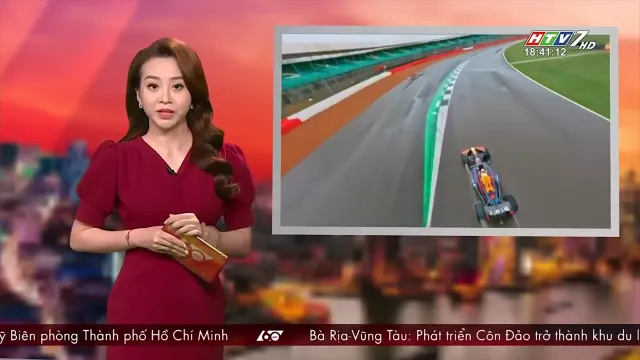 HTV7 HD
18:41:12
ỹ Biên phòng Thành phố Hồ Chí Minh 60 Bà Rịa-Vũng Tàu: Phát triển Côn Đảo trở thành khu du l